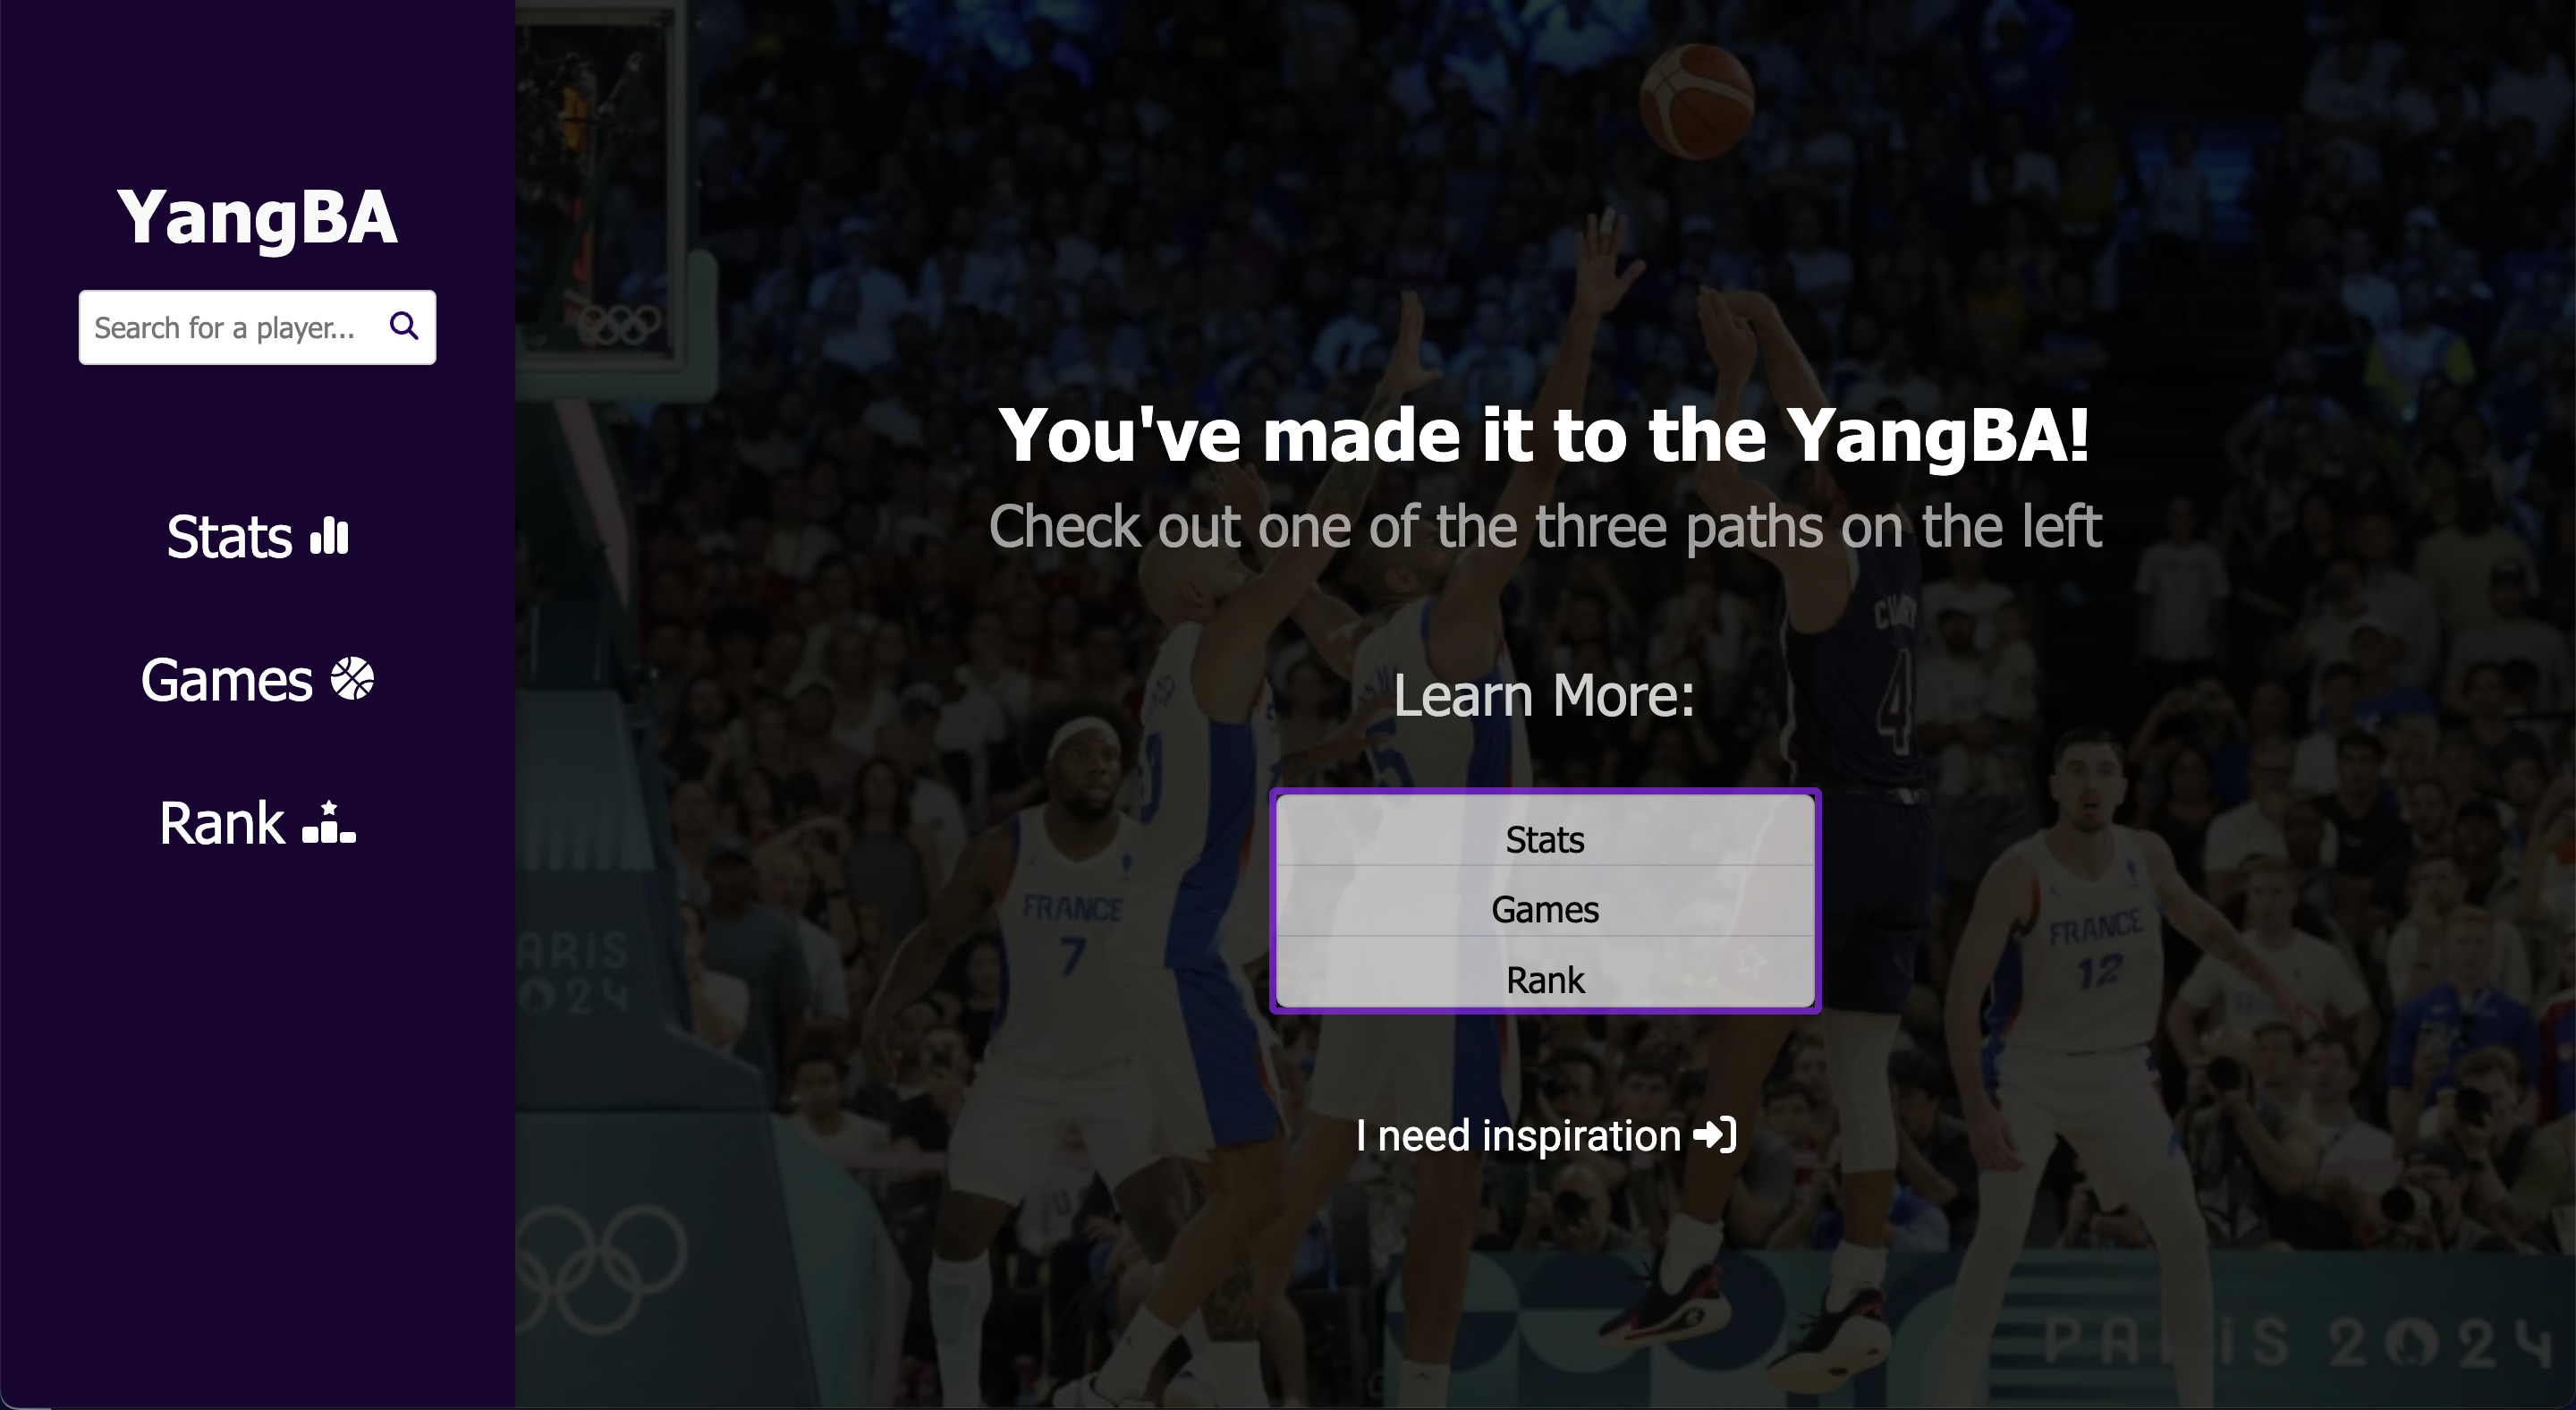 YangBA
Search for a player...
Stats
Games
Rank
You've made it to the YangBA!
Check out one of the three paths on the left
Learn More:
Stats
Games
Rank
I need inspiration
CURRY
4
FRANCE
7
FRANCE
12
PARIS 2024